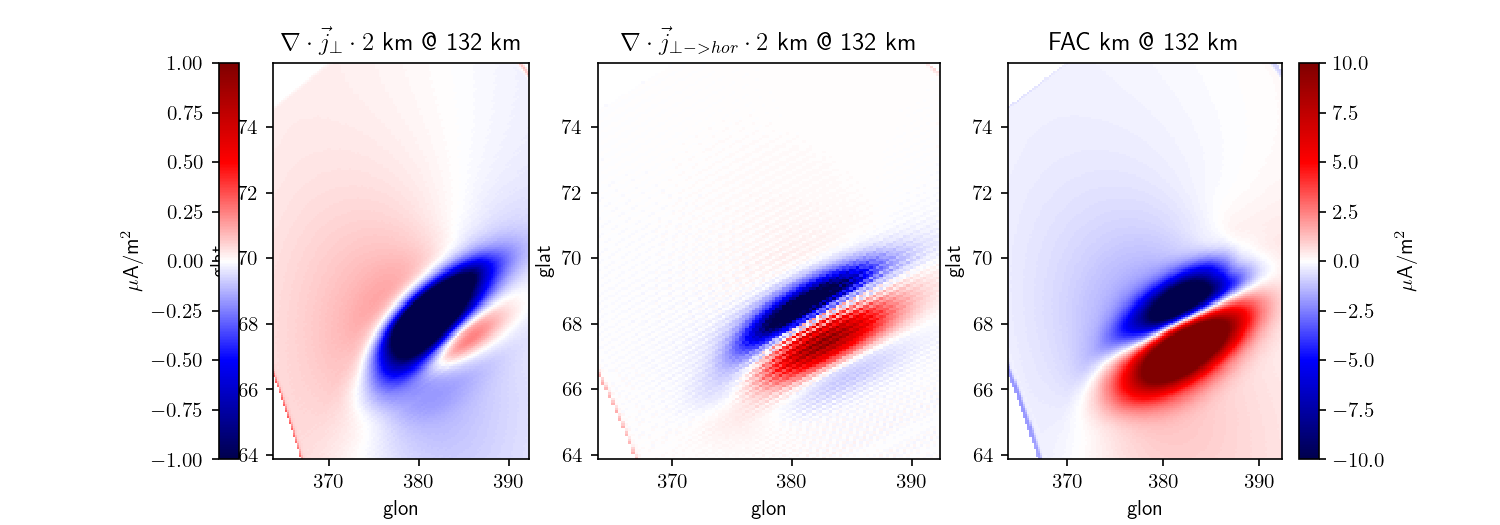 ∇ · j⃗⊥ · 2 km @ 132 km
∇ · j⃗⊥−>hor · 2 km @ 132 km
FAC km @ 132 km
μA/m²
1.00
0.75
0.50
0.25
0.00
−0.25
−0.50
−0.75
−1.00
glat
74
72
70
68
66
64
370 380 390
glon
glat
74
72
70
68
66
64
370 380 390
glon
glat
74
72
70
68
66
64
370 380 390
glon
10.0
7.5
5.0
2.5
0.0
−2.5
−5.0
−7.5
−10.0
μA/m²